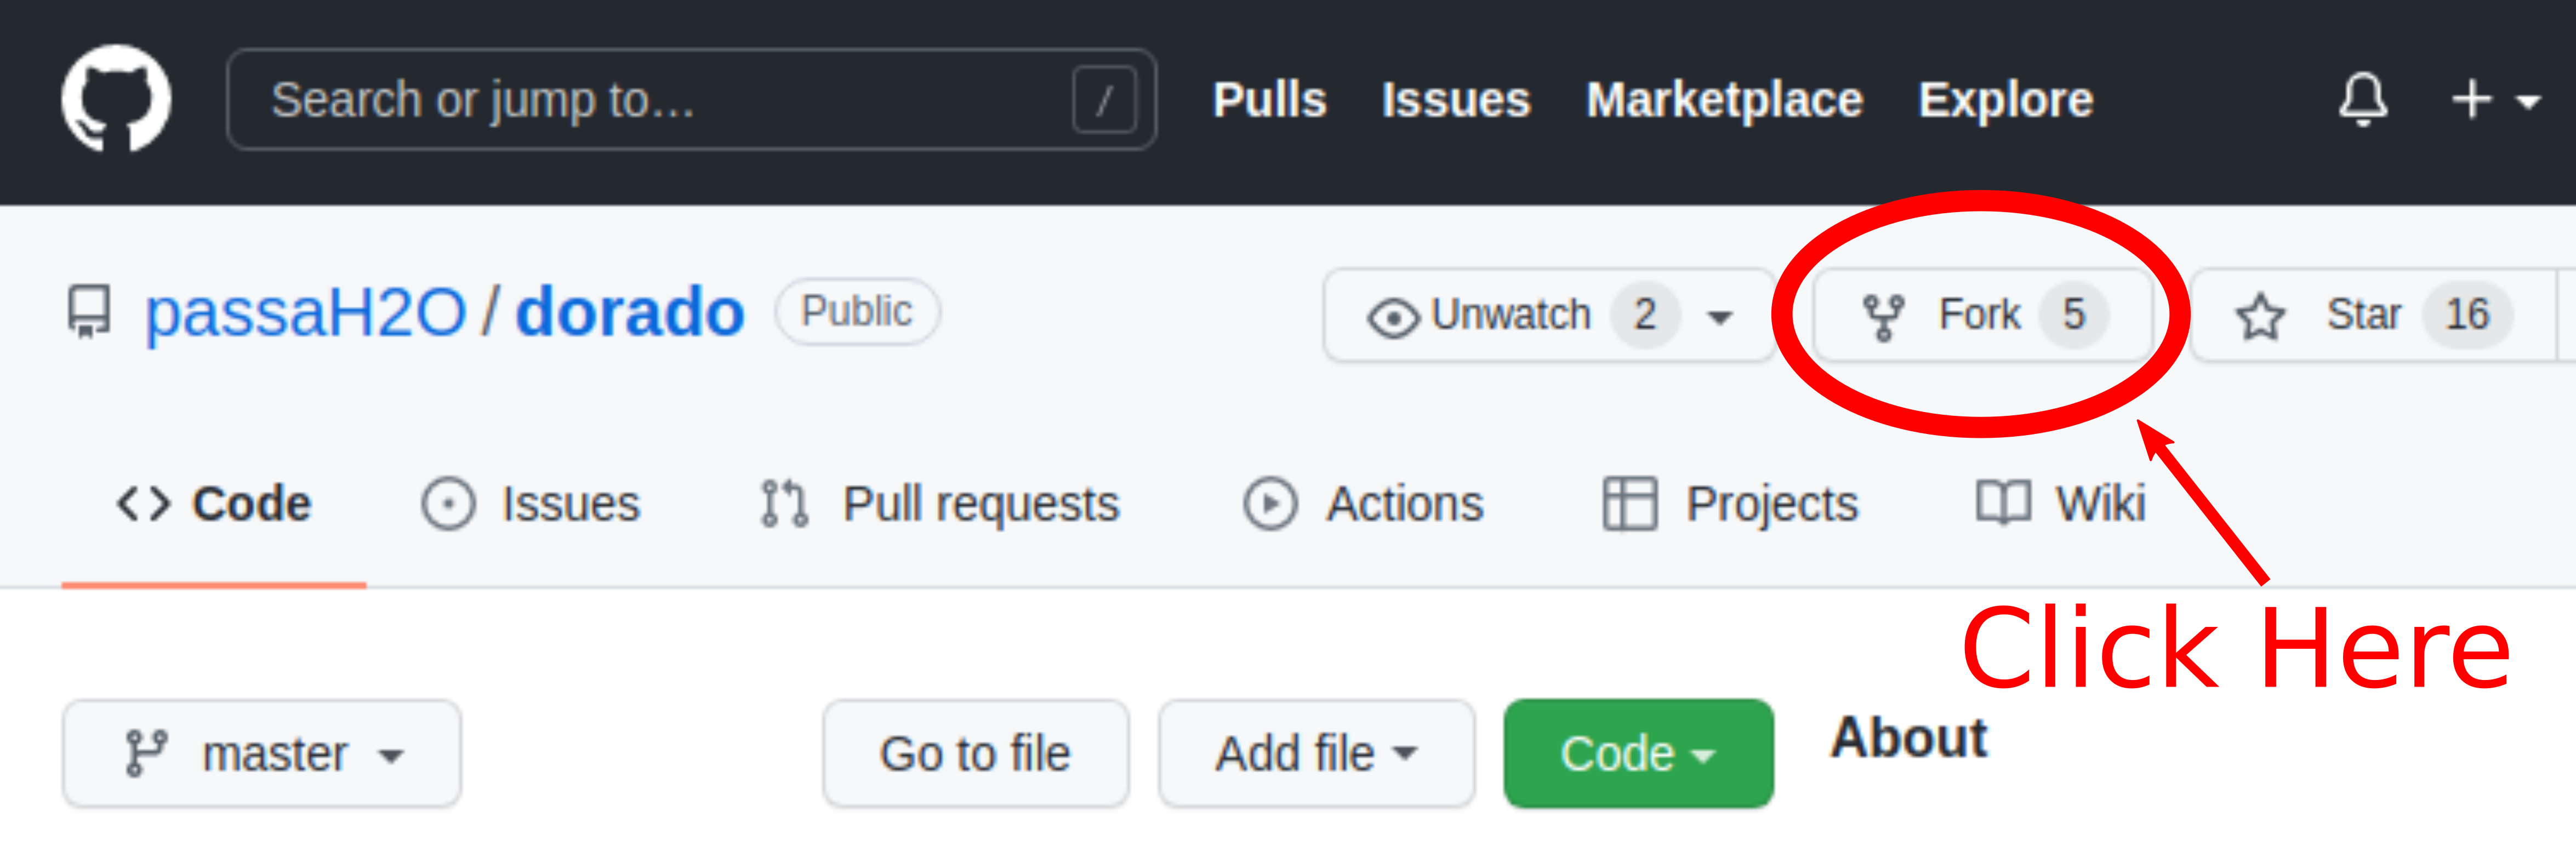 Search or jump to... / Pulls Issues Marketplace Explore
passaH2O / dorado Public Unwatch 2 Fork 5 Star 16
Code Issues Pull requests Actions Projects Wiki
Click Here
master Go to file Add file Code About